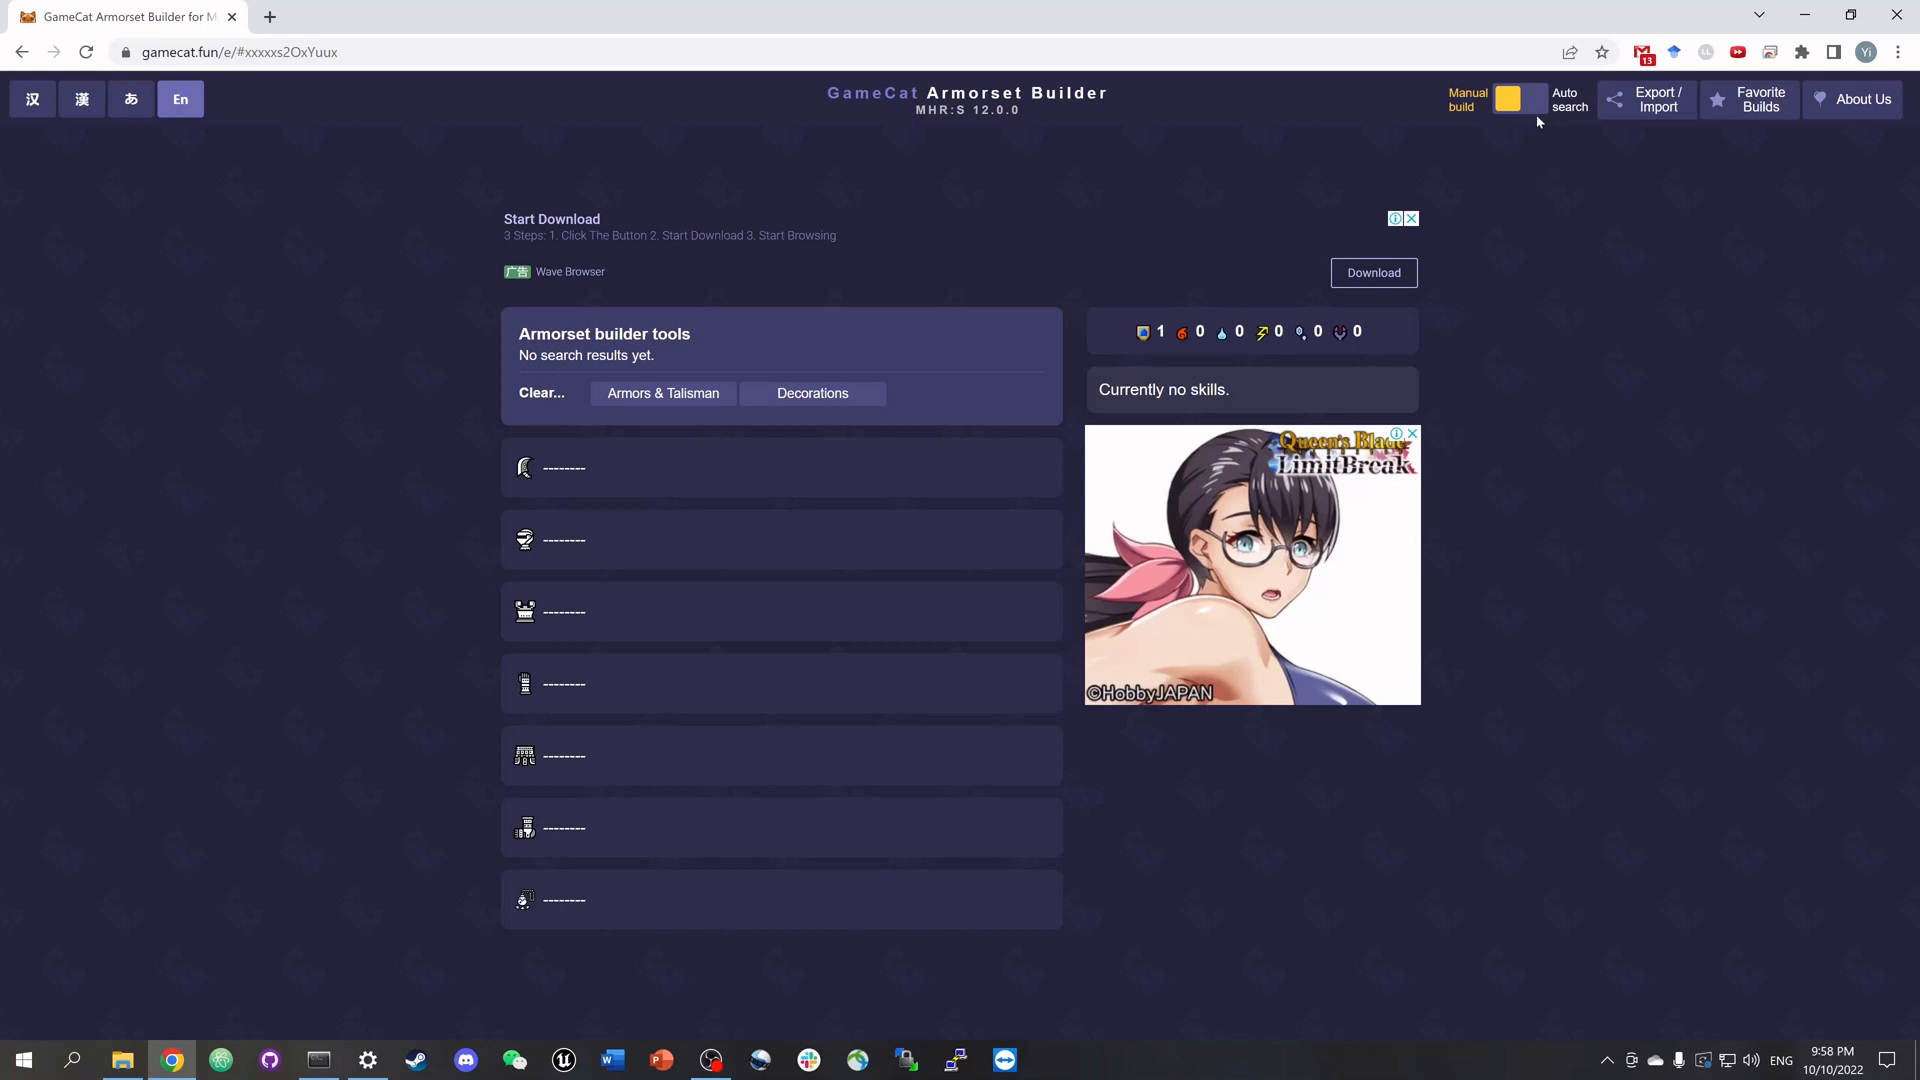 GameCat Armorset Builder for M
gamecat.fun/e/#xxxxxs2OxYuux
13
Yi
汉
漢
あ
En
GameCat Armorset Builder
MHR:S 12.0.0
Manual build
Auto search
Export / Import
Favorite Builds
About Us
Start Download
3 Steps: 1. Click The Button 2. Start Download 3. Start Browsing
广告 Wave Browser
Download
Armorset builder tools
No search results yet.
Clear...
Armors & Talisman
Decorations
1 0 0 0 0 0
Currently no skills.
Queen's Blade
LimitBreak
©HobbyJAPAN
--------
--------
--------
--------
--------
--------
--------
ENG
9:58 PM
10/10/2022